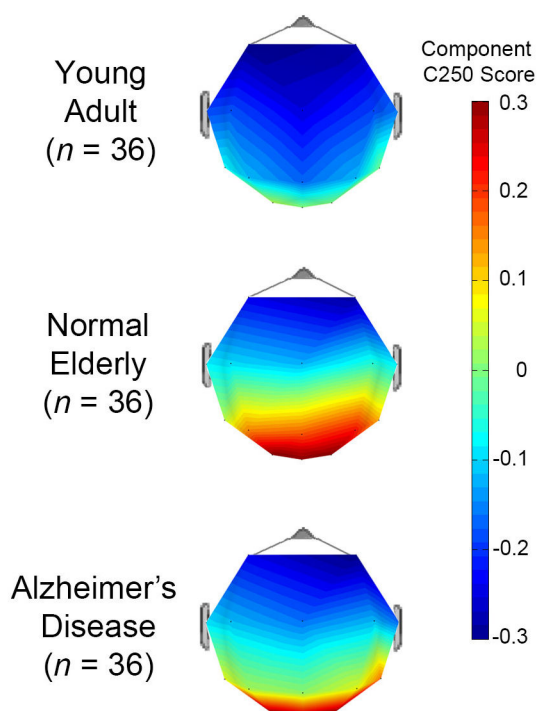 Young
Adult
(n = 36)
Normal
Elderly
(n = 36)
Alzheimer's
Disease
(n = 36)
Component
C250 Score
0.3
0.2
0.1
0
-0.1
-0.2
-0.3